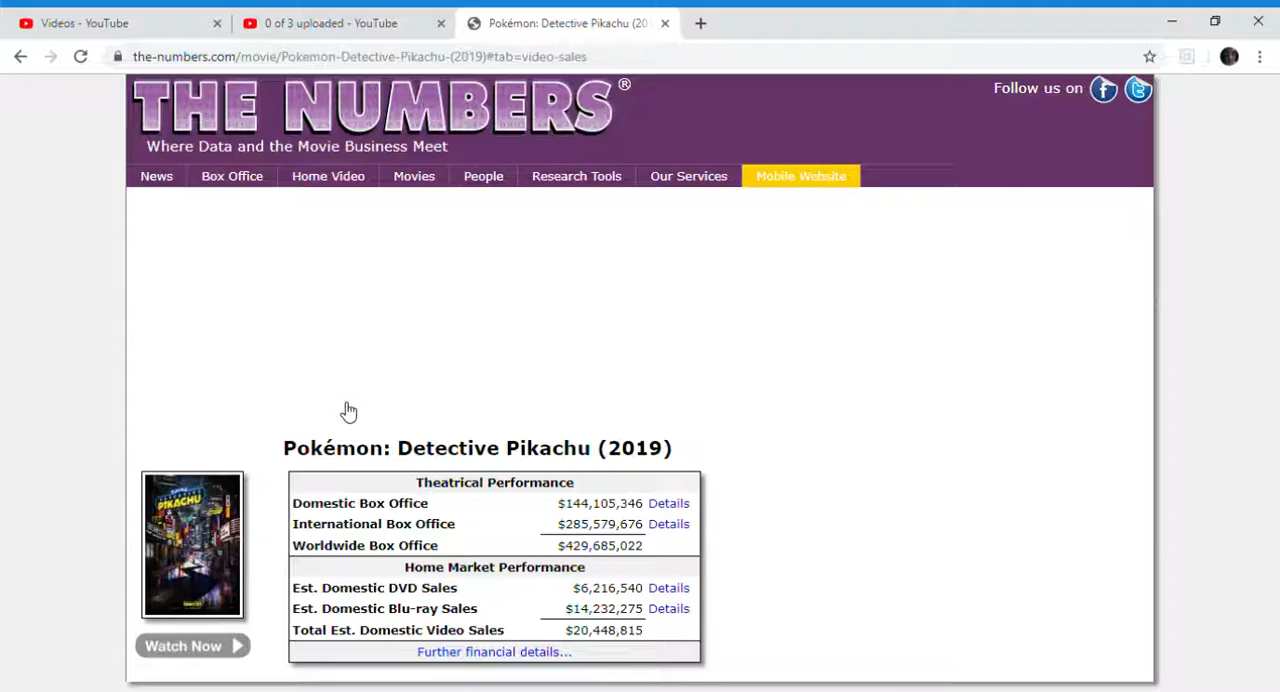 Videos - YouTube
0 of 3 uploaded - YouTube
Pokémon: Detective Pikachu (20
the-numbers.com/movie/Pokemon-Detective-Pikachu-(2019)#tab=video-sales
THE NUMBERS®
Where Data and the Movie Business Meet
Follow us on
News Box Office Home Video Movies People Research Tools Our Services Mobile Website
Pokémon: Detective Pikachu (2019)
PIKACHU
Watch Now
Theatrical Performance
Domestic Box Office $144,105,346 Details
International Box Office $285,579,676 Details
Worldwide Box Office $429,685,022
Home Market Performance
Est. Domestic DVD Sales $6,216,540 Details
Est. Domestic Blu-ray Sales $14,232,275 Details
Total Est. Domestic Video Sales $20,448,815
Further financial details...